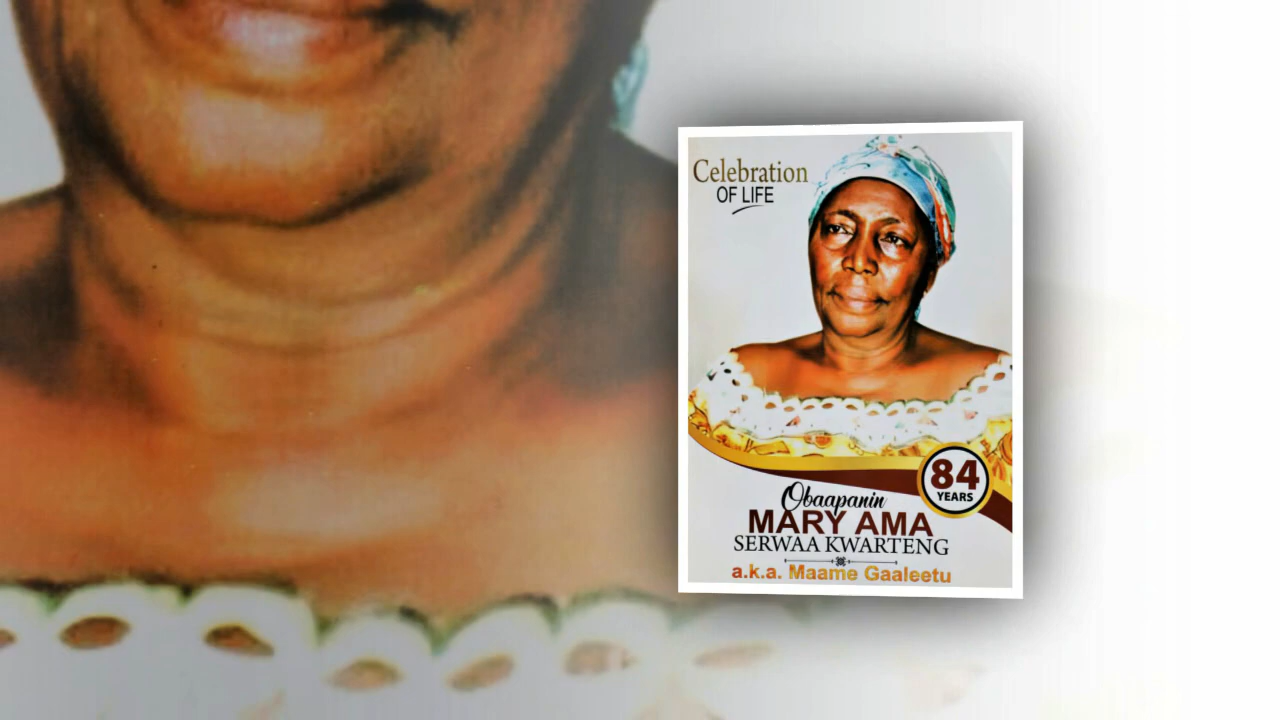 Celebration
OF LIFE
84
YEARS
Obaapanin
MARY AMA
SERWAA KWARTENG
a.k.a. Maame Gaaleetu